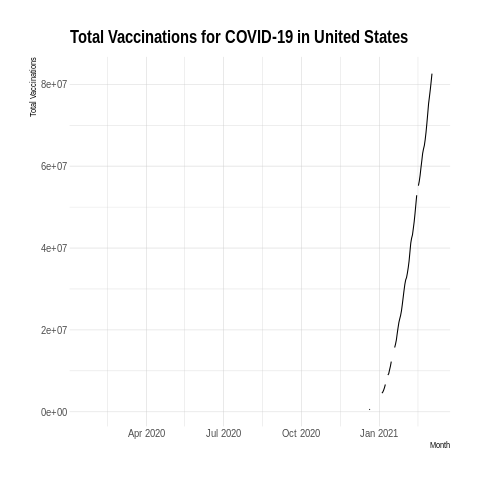 Total Vaccinations for COVID-19 in United States
Total Vaccinations
8e+07
6e+07
4e+07
2e+07
0e+00
Apr 2020
Jul 2020
Oct 2020
Jan 2021
Month